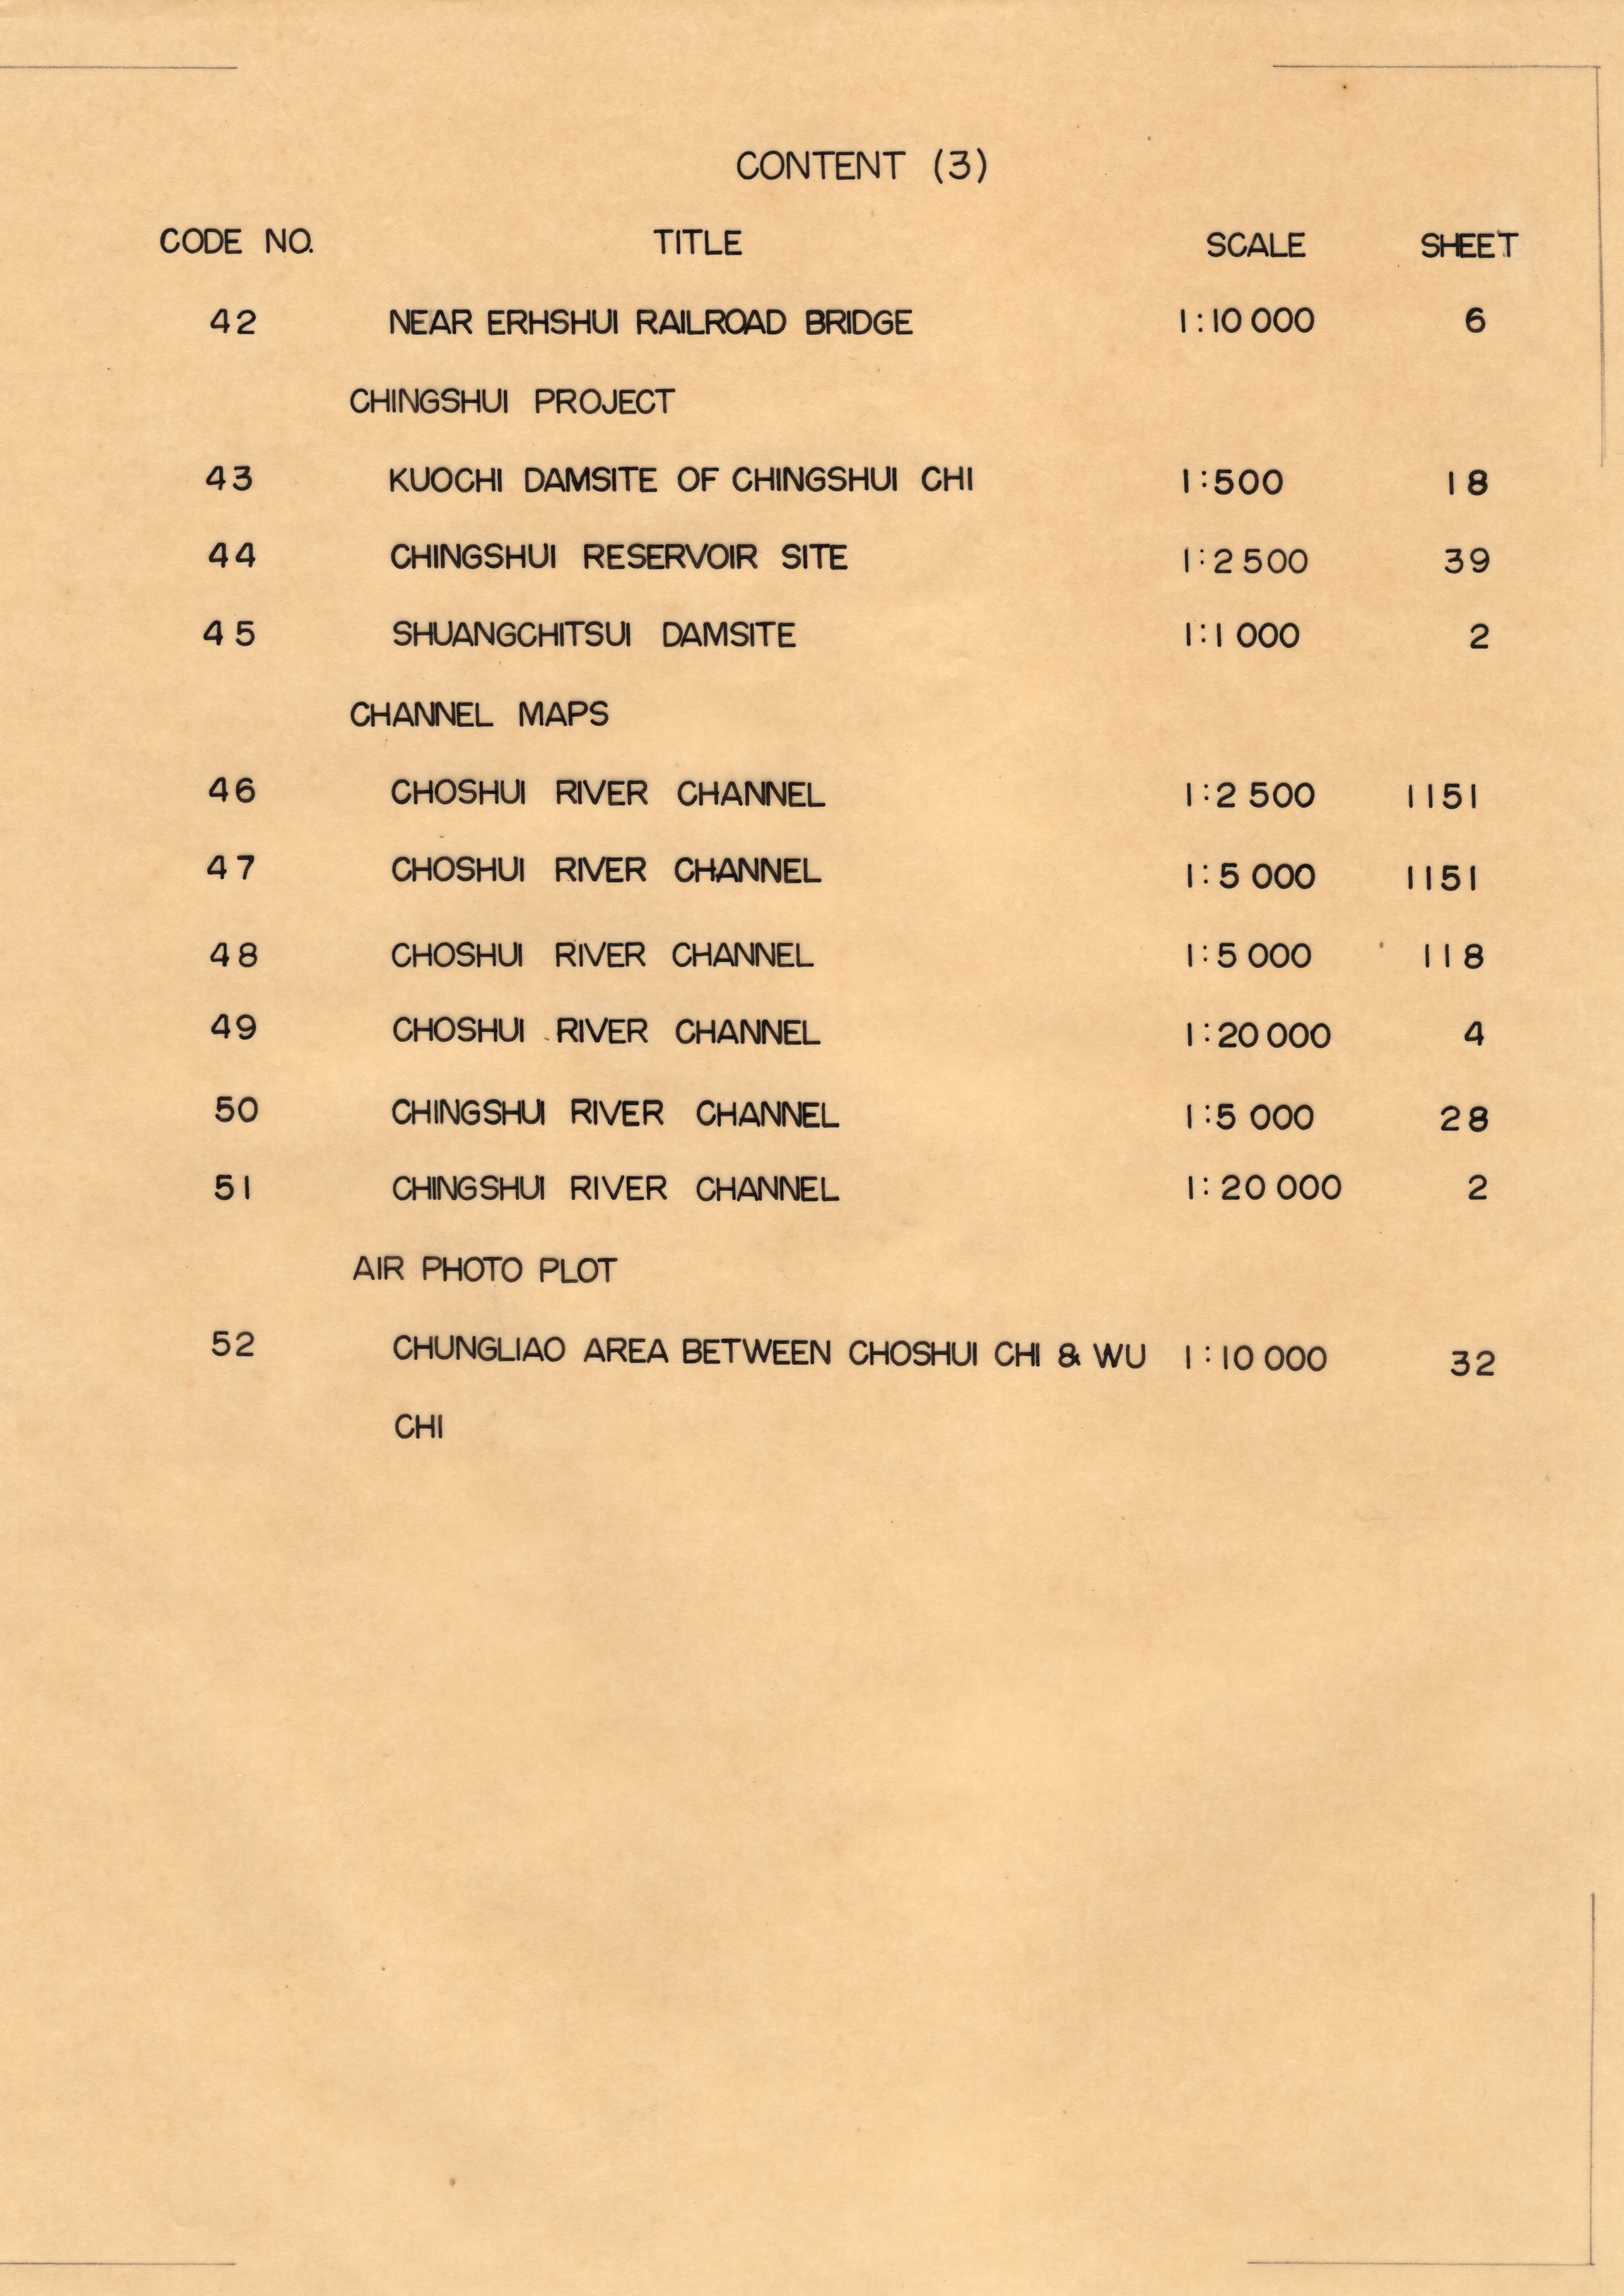 CONTENT (3)
CODE NO. TITLE SCALE SHEET
42 NEAR ERHSHUI RAILROAD BRIDGE 1:10 000 6
CHINGSHUI PROJECT
43 KUOCHI DAMSITE OF CHINGSHUI CHI 1:500 18
44 CHINGSHUI RESERVOIR SITE 1:2 500 39
45 SHUANGCHITSUI DAMSITE 1:1 000 2
CHANNEL MAPS
46 CHOSHUI RIVER CHANNEL 1:2 500 1151
47 CHOSHUI RIVER CHANNEL 1:5 000 1151
48 CHOSHUI RIVER CHANNEL 1:5 000 118
49 CHOSHUI RIVER CHANNEL 1:20 000 4
50 CHINGSHUI RIVER CHANNEL 1:5 000 28
51 CHINGSHUI RIVER CHANNEL 1:20 000 2
AIR PHOTO PLOT
52 CHUNGLIAO AREA BETWEEN CHOSHUI CHI & WU 1:10 000 32
CHI